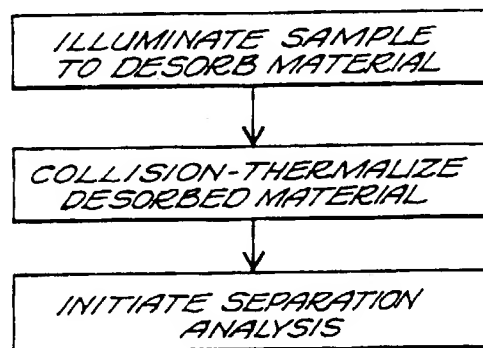 ILLUMINATE SAMPLE
TO DESORB MATERIAL
COLLISION-THERMALIZE
DESORBED MATERIAL
INITIATE SEPARATION
ANALYSIS